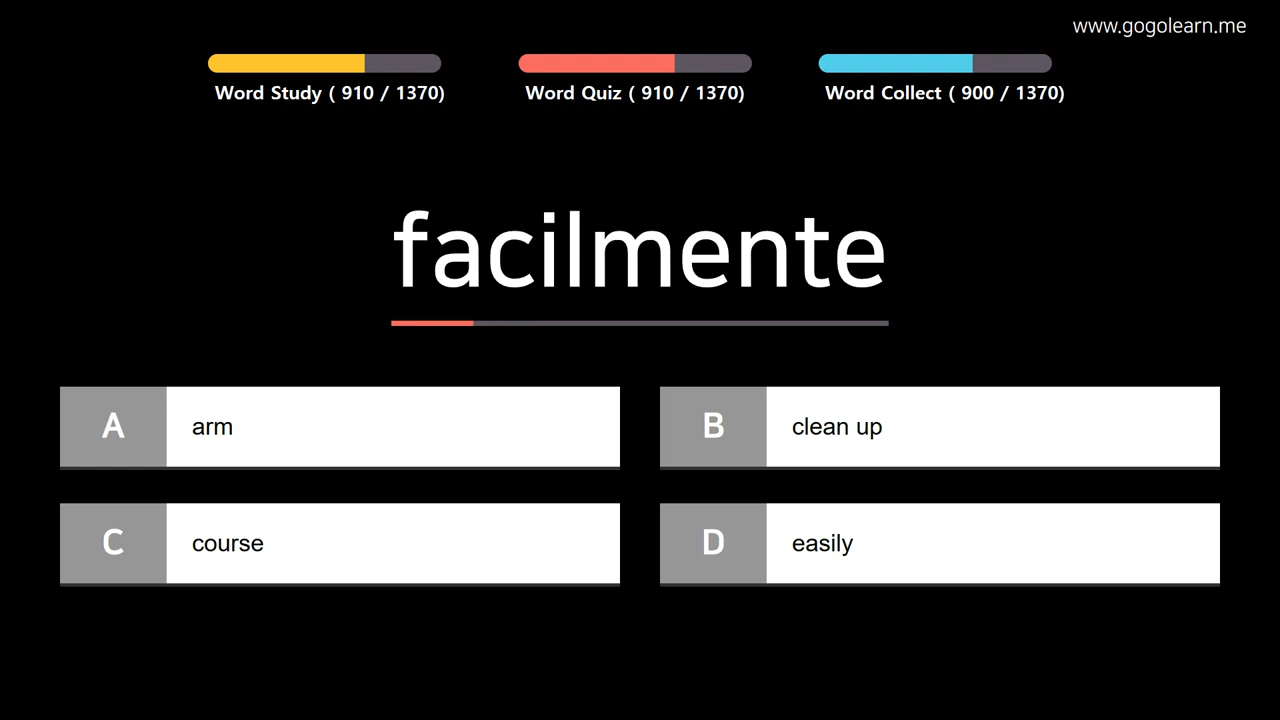 www.gogolearn.me
Word Study ( 910 / 1370)
Word Quiz ( 910 / 1370)
Word Collect ( 900 / 1370)
facilmente
A
arm
B
clean up
C
course
D
easily